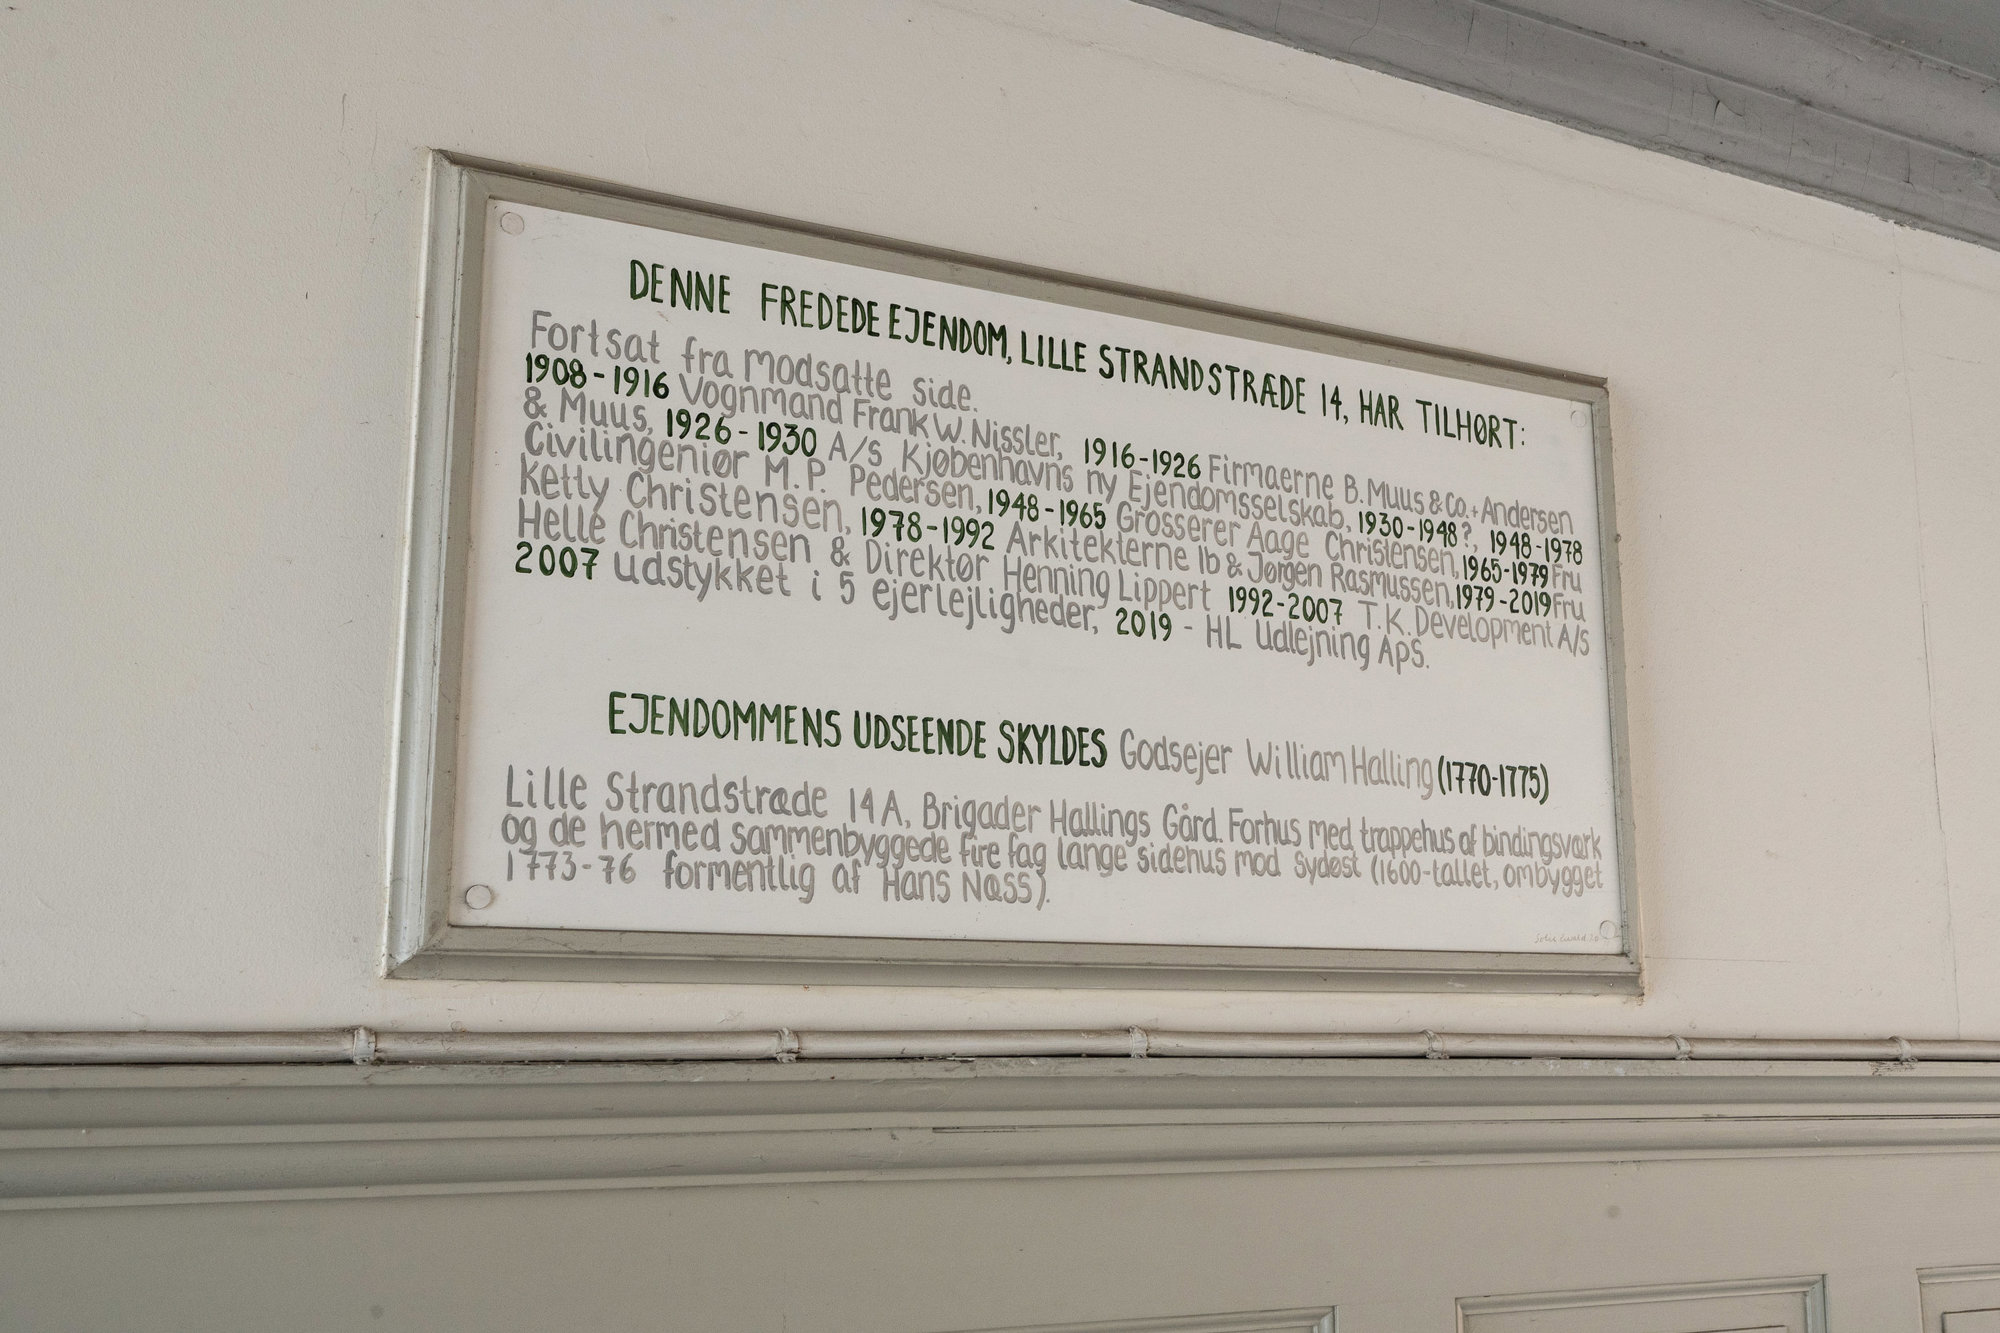 DENNE FREDEDE EJENDOM, LILLE STRANDSTRÆDE 14, HAR TILHØRT:
Fortsat fra modsatte side.
1908-1916 Vognmand Frank W. Nissler, 1916-1926 Firmaerne B. Muus & Co. + Andersen
& Muus, 1926-1930 A/S Kjøbenhavns ny Ejendomsselskab, 1930-1948?, 1948-1978
Civilingeniør M.P. Pedersen, 1948-1965 Grosserer Aage Christensen, 1965-1979 Fru
Ketty Christensen, 1978-1992 Arkitekterne Ib & Jørgen Rasmussen, 1979-2019 Fru
Helle Christensen & Direktør Henning Lippert 1992-2007 T.K. Development A/S
2007 udstykket i 5 ejerlejligheder, 2019 - HL Udlejning ApS.
EJENDOMMENS UDSEENDE SKYLDES Godsejer William Halling (1770-1775)
Lille Strandstræde 14A, Brigader Hallings Gård. Forhus med trappehus af bindingsværk
og de hermed sammenbyggede fire fag lange sidehus mod sydøst (1600-tallet, ombygget
1773-76 formentlig af Hans Næss).